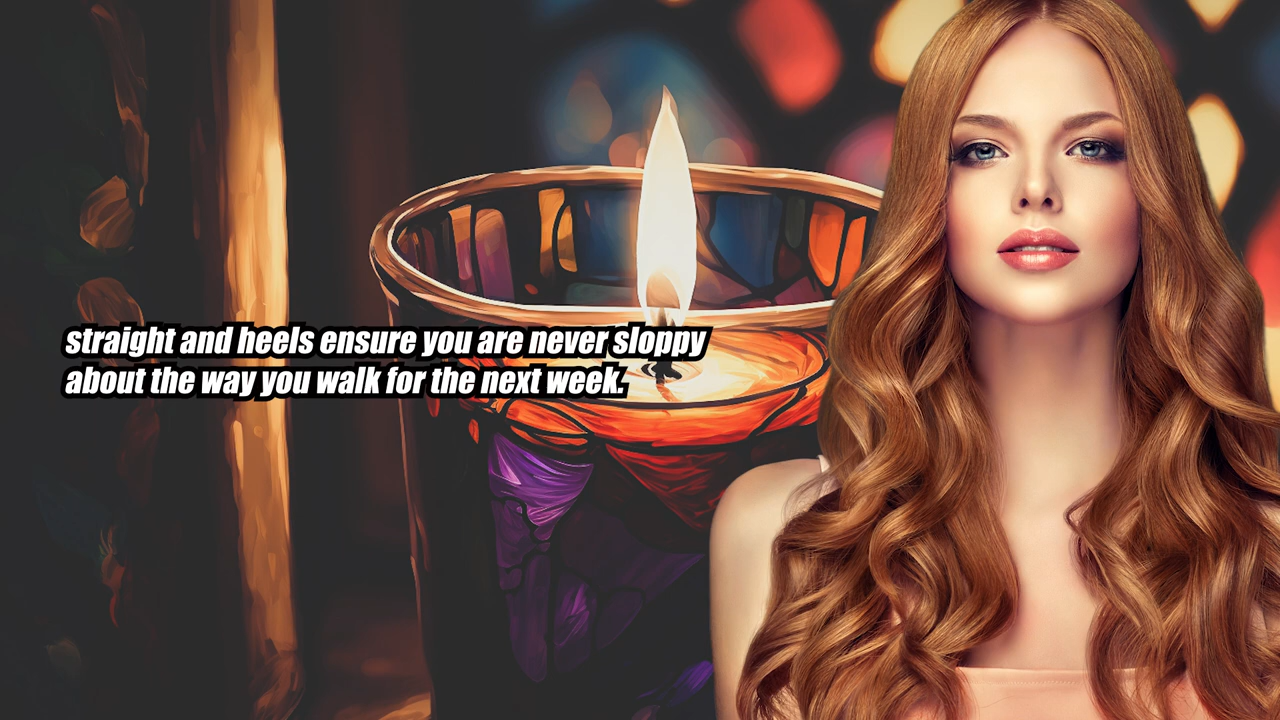 straight and heels ensure you are never sloppy
about the way you walk for the next week.